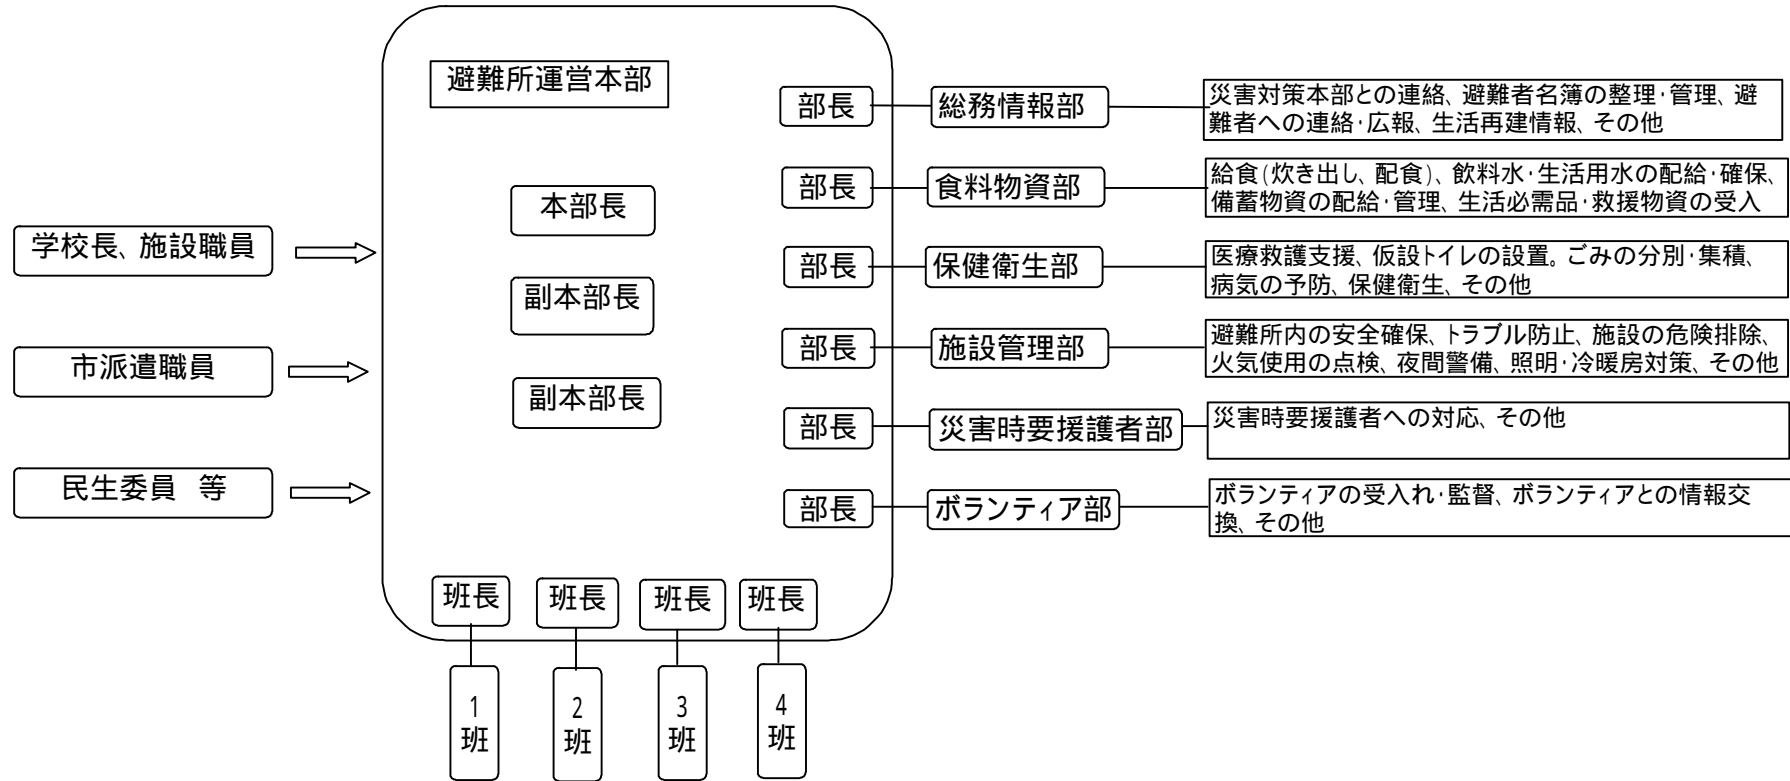 避難所運営本部
学校長、施設職員
市派遣職員
民生委員　等
本部長
副本部長
副本部長
部長
総務情報部
災害対策本部との連絡、避難者名簿の整理・管理、避
難者への連絡・広報、生活再建情報、その他
部長
食料物資部
給食(炊き出し、配食)、飲料水・生活用水の配給・確保、
備蓄物資の配給・管理、生活必需品・救援物資の受入
部長
保健衛生部
医療救護支援、仮設トイレの設置。ごみの分別・集積、
病気の予防、保健衛生、その他
部長
施設管理部
避難所内の安全確保、トラブル防止、施設の危険排除、
火気使用の点検、夜間警備、照明・冷暖房対策、その他
部長
災害時要援護者部
災害時要援護者への対応、その他
部長
ボランティア部
ボランティアの受入れ・監督、ボランティアとの情報交
換、その他
班長
班長
班長
班長
1班
2班
3班
4班